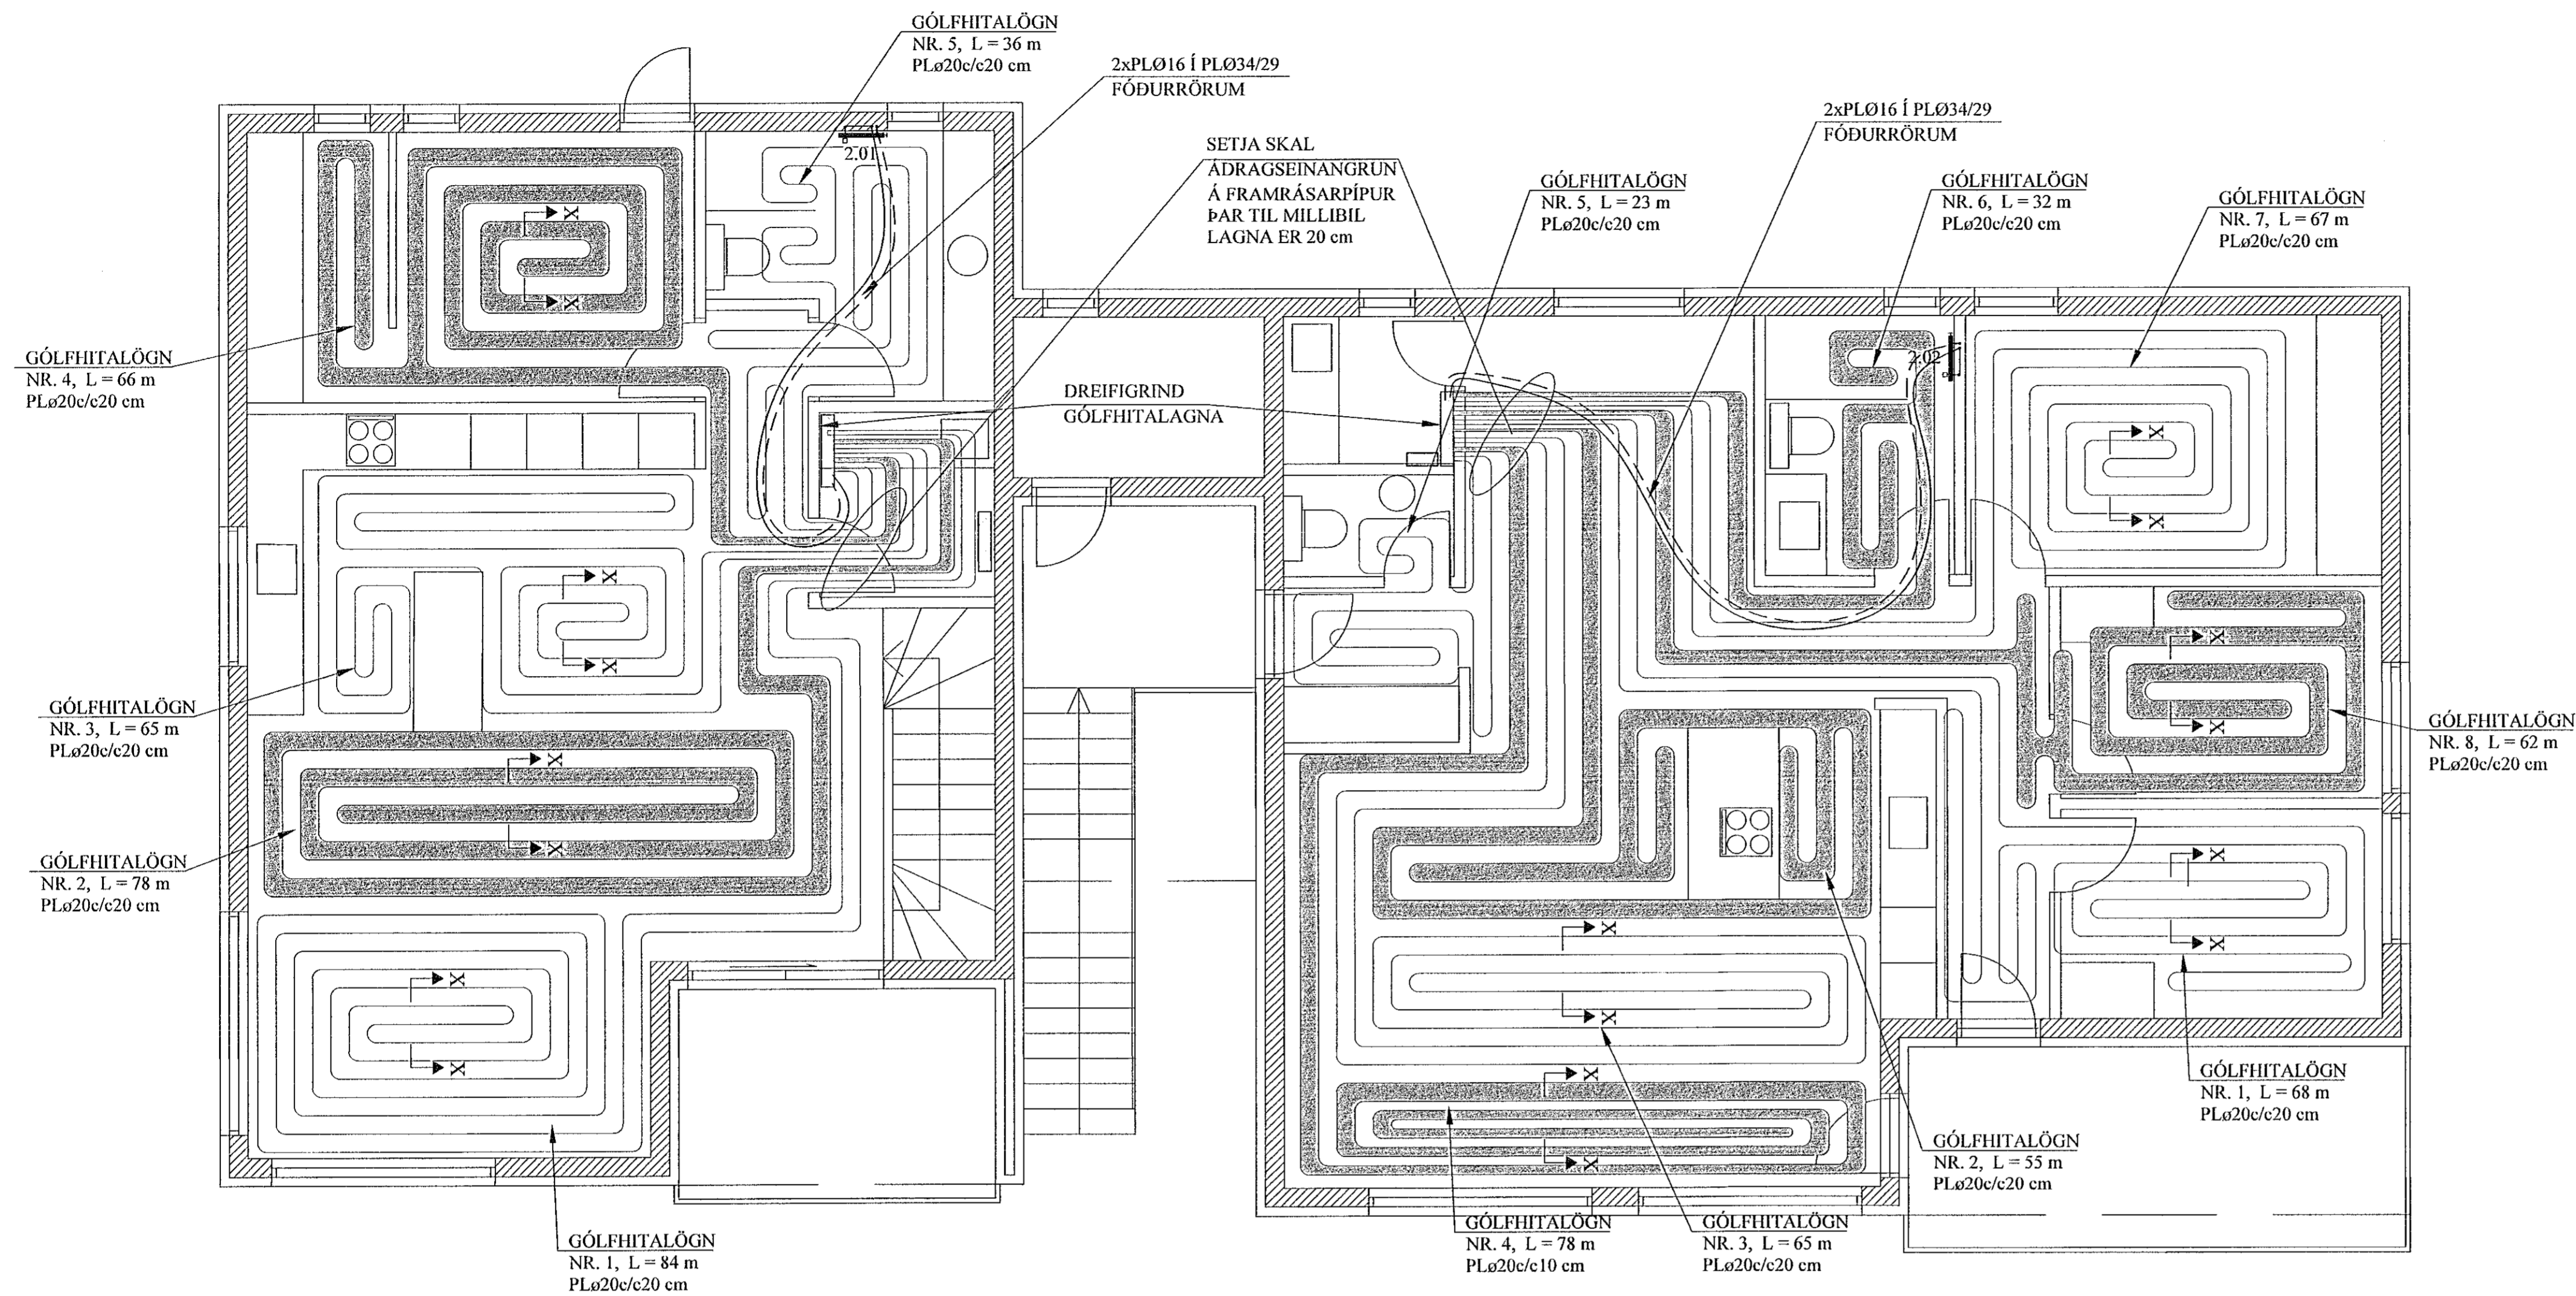 GÓLFHITALÖGN
NR. 5, L = 36 m
PLø20c/c20 cm
2xPLØ16 Í PLØ34/29
FÓÐURRÖRUM
SETJA SKAL
ÁDRAGSEINANGRUN
Á FRAMRÁSARPÍPUR
ÞAR TIL MILLIBIL
LAGNA ER 20 cm
2xPLØ16 Í PLØ34/29
FÓÐURRÖRUM
GÓLFHITALÖGN
NR. 5, L = 23 m
PLø20c/c20 cm
GÓLFHITALÖGN
NR. 6, L = 32 m
PLø20c/c20 cm
GÓLFHITALÖGN
NR. 7, L = 67 m
PLø20c/c20 cm
2.01
2.02
GÓLFHITALÖGN
NR. 4, L = 66 m
PLø20c/c20 cm
DREIFIGRIND
GÓLFHITALAGNA
GÓLFHITALÖGN
NR. 3, L = 65 m
PLø20c/c20 cm
GÓLFHITALÖGN
NR. 8, L = 62 m
PLø20c/c20 cm
GÓLFHITALÖGN
NR. 2, L = 78 m
PLø20c/c20 cm
GÓLFHITALÖGN
NR. 1, L = 68 m
PLø20c/c20 cm
GÓLFHITALÖGN
NR. 2, L = 55 m
PLø20c/c20 cm
GÓLFHITALÖGN
NR. 1, L = 84 m
PLø20c/c20 cm
GÓLFHITALÖGN
NR. 4, L = 78 m
PLø20c/c10 cm
GÓLFHITALÖGN
NR. 3, L = 65 m
PLø20c/c20 cm